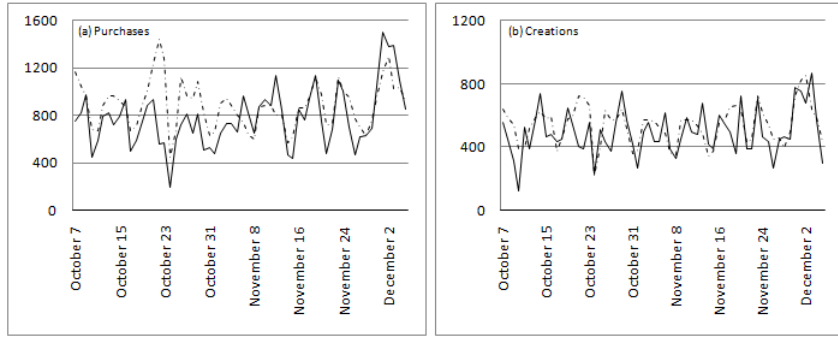 (a) Purchases
1600
1200
800
400
0
October 7
October 15
October 23
October 31
November 8
November 16
November 24
December 2
(b) Creations
1200
800
400
0
October 7
October 15
October 23
October 31
November 8
November 16
November 24
December 2